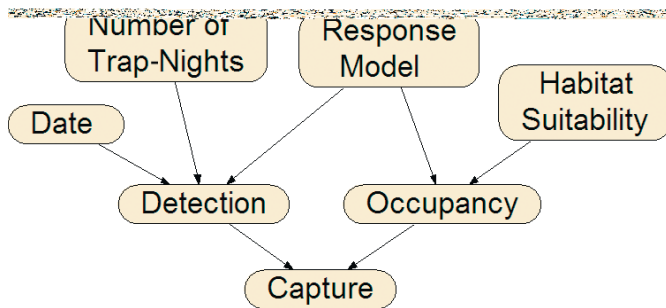 Number of
Trap-Nights
Response
Model
Habitat
Suitability
Date
Detection
Occupancy
Capture